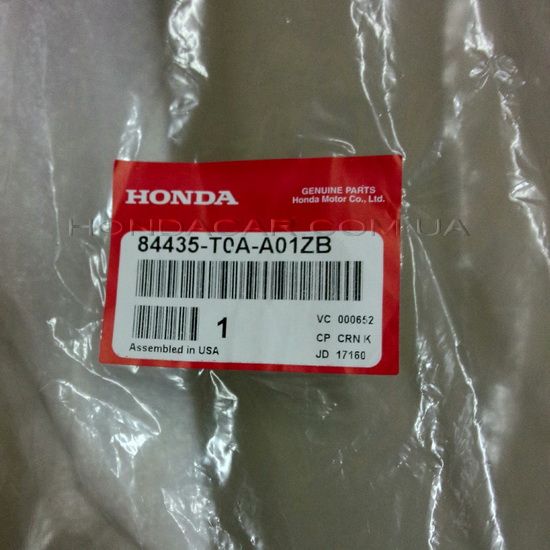 HONDA
GENUINE PARTS
Honda Motor Co., Ltd.
HONDACAR.COM.UA
84435-T0A-A01ZB
1
VC 000652
CP CRN K
Assembled in USA
JD 17160